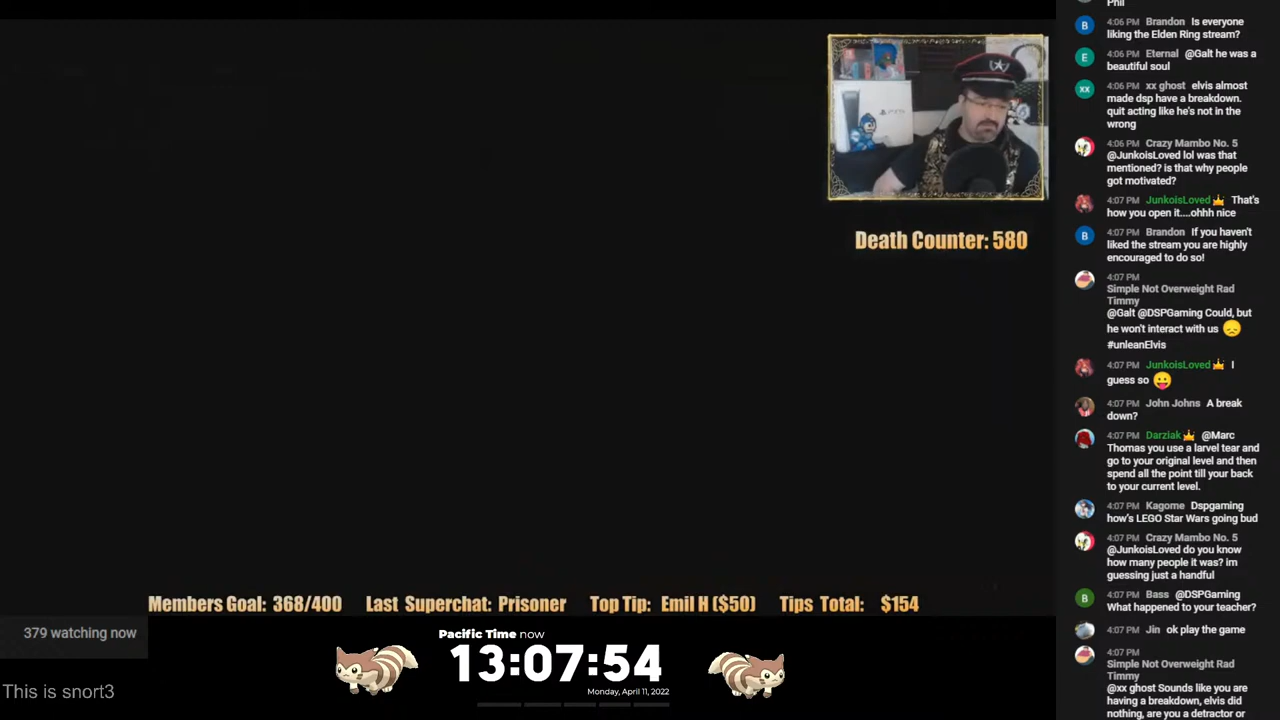 Phil
4:06 PM Brandon Is everyone
liking the Elden Ring stream?
4:06 PM Eternal @Galt he was a
beautiful soul
4:06 PM xx ghost elvis almost
made dsp have a breakdown.
quit acting like he's not in the
wrong
4:06 PM Crazy Mambo No. 5
@JunkoisLoved lol was that
mentioned? is that why people
got motivated?
4:07 PM JunkoisLoved That's
how you open it....ohhh nice
4:07 PM Brandon If you haven't
liked the stream you are highly
encouraged to do so!
4:07 PM
Simple Not Overweight Rad
Timmy
@Galt @DSPGaming Could, but
he won't interact with us
#unleanElvis
4:07 PM JunkoisLoved I
guess so
4:07 PM John Johns A break
down?
4:07 PM Darziak @Marc
Thomas you use a larvel tear and
go to your original level and then
spend all the point till your back
to your current level.
4:07 PM Kagome Dspgaming
how's LEGO Star Wars going bud
4:07 PM Crazy Mambo No. 5
@JunkoisLoved do you know
how many people it was? im
guessing just a handful
4:07 PM Bass @DSPGaming
What happened to your teacher?
4:07 PM Jin ok play the game
4:07 PM
Simple Not Overweight Rad
Timmy
@xx ghost Sounds like you are
having a breakdown, elvis did
nothing, are you a detractor or
Death Counter: 580
Members Goal: 368/400 Last Superchat: Prisoner Top Tip: Emil H ($50) Tips Total: $154
379 watching now
Pacific Time now
13:07:54
Monday, April 11, 2022
This is snort3